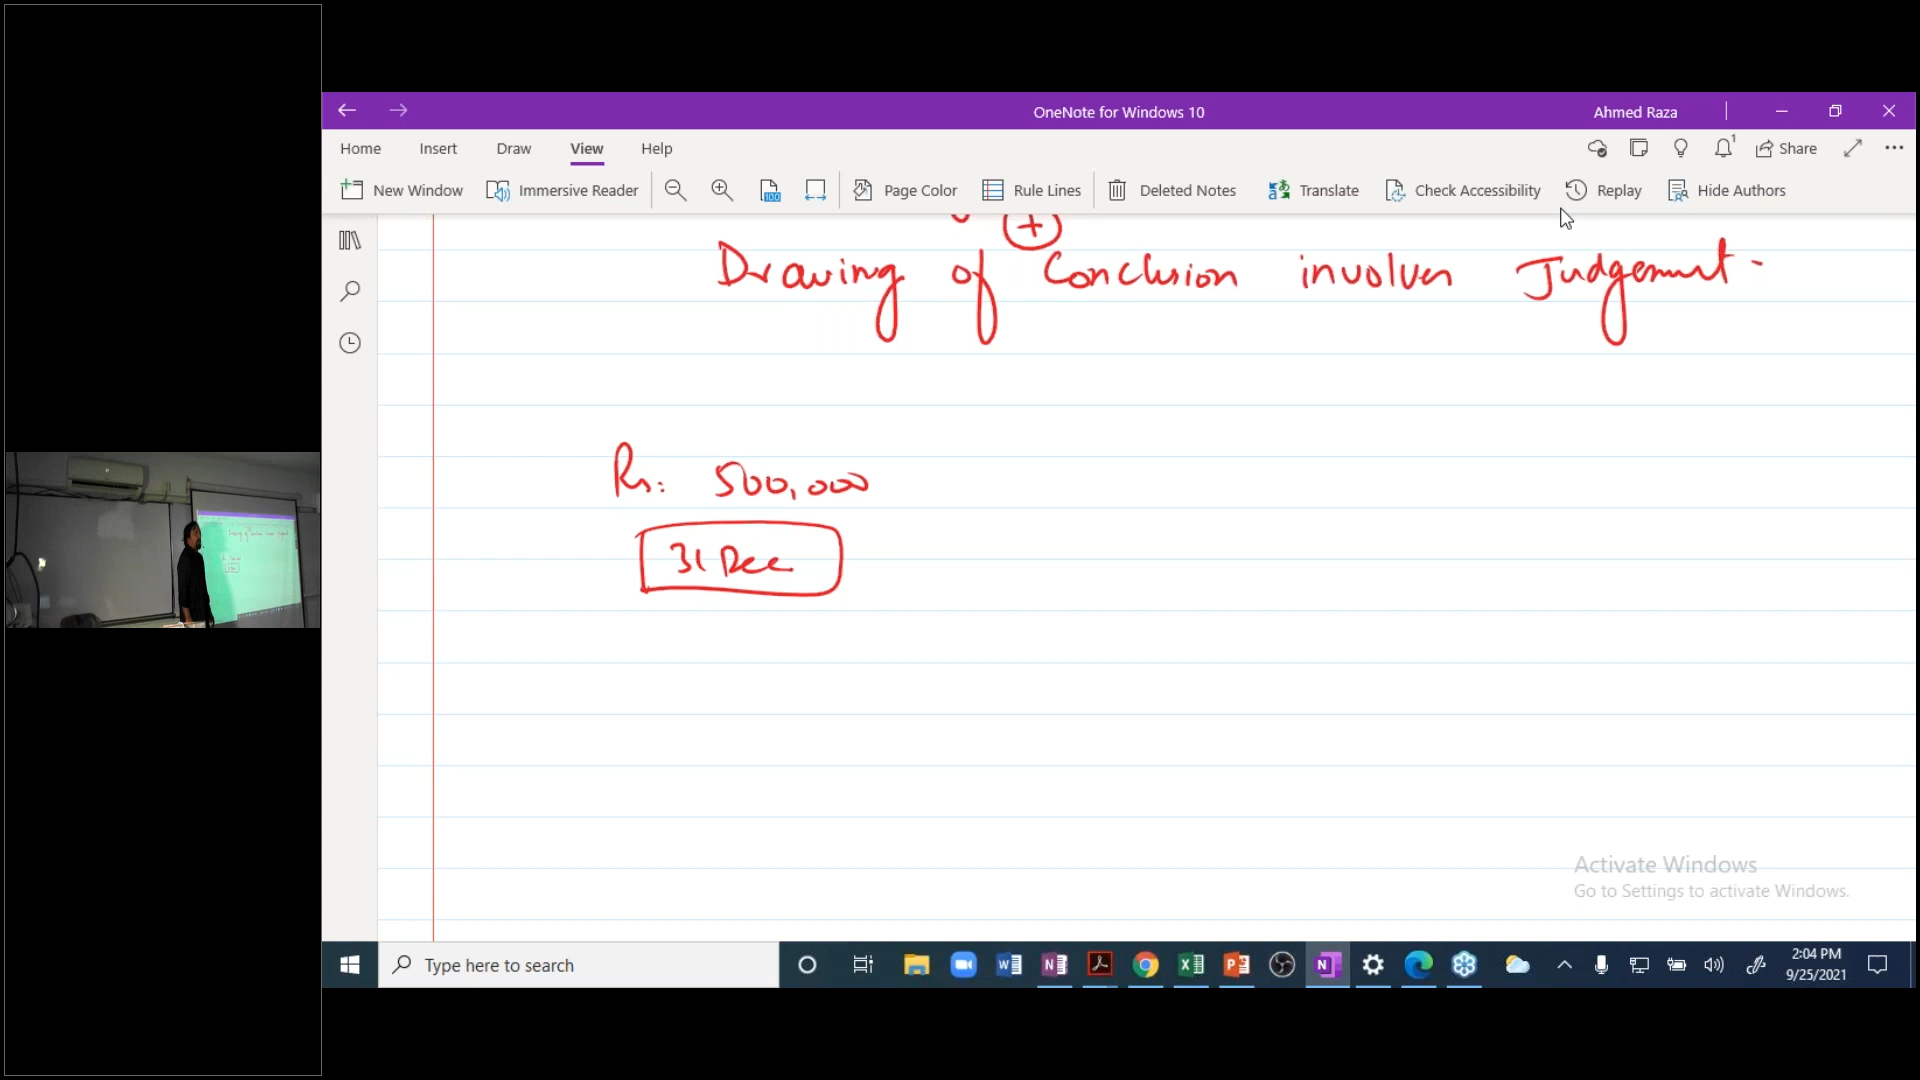 OneNote for Windows 10 Ahmed Raza
Home Insert Draw View Help 1 Share
New Window Immersive Reader 100 Page Color Rule Lines Deleted Notes Translate Check Accessibility Replay Hide Authors
+
Drawing of Conclusion involves Judgement.
Rs. 500,000
31 Dec
Activate Windows
Go to Settings to activate Windows.
Type here to search
2:04 PM
9/25/2021